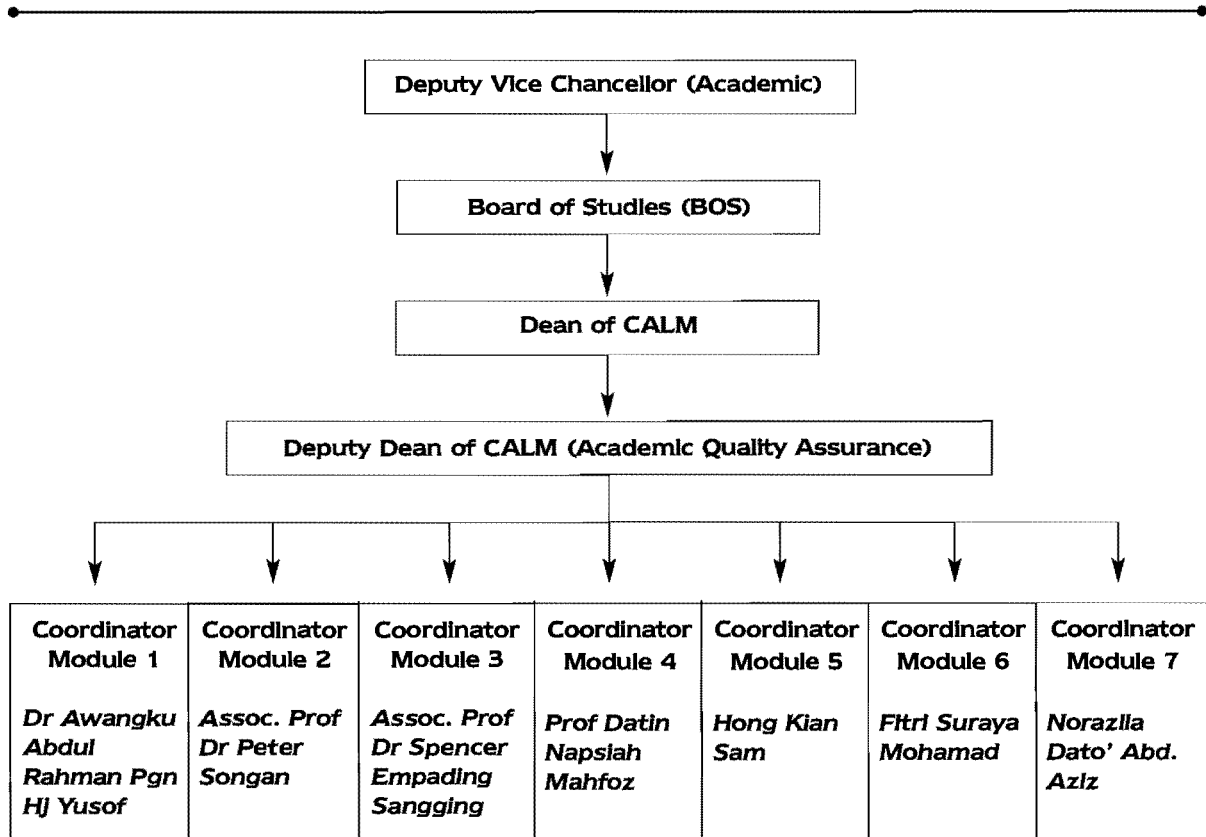 Deputy Vice Chancellor (Academic)
Board of Studies (BOS)
Dean of CALM
Deputy Dean of CALM (Academic Quality Assurance)
Coordinator
Module 1
Dr Awangku
Abdul
Rahman Pgn
Hj Yusof
Coordinator
Module 2
Assoc. Prof
Dr Peter
Songan
Coordinator
Module 3
Assoc. Prof
Dr Spencer
Empading
Sangging
Coordinator
Module 4
Prof Datin
Napsiah
Mahfoz
Coordinator
Module 5
Hong Kian
Sam
Coordinator
Module 6
Fitri Suraya
Mohamad
Coordinator
Module 7
Norazila
Dato' Abd.
Aziz